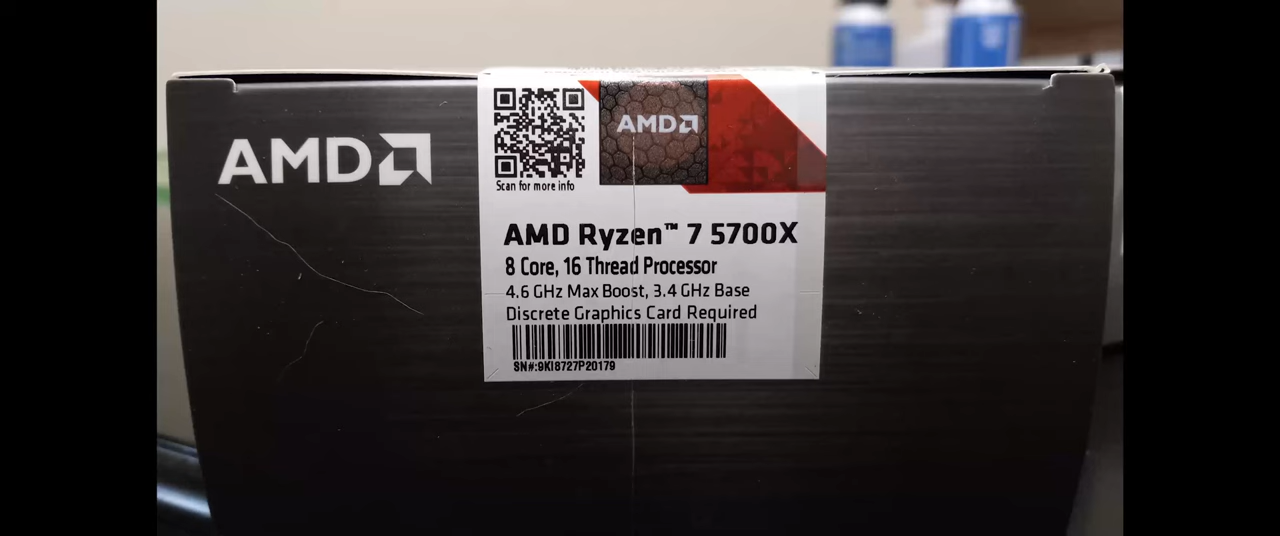 AMD
AMD
Scan for more info
AMD Ryzen™ 7 5700X
8 Core, 16 Thread Processor
4.6 GHz Max Boost, 3.4 GHz Base
Discrete Graphics Card Required
SN#:9KI8727P20179